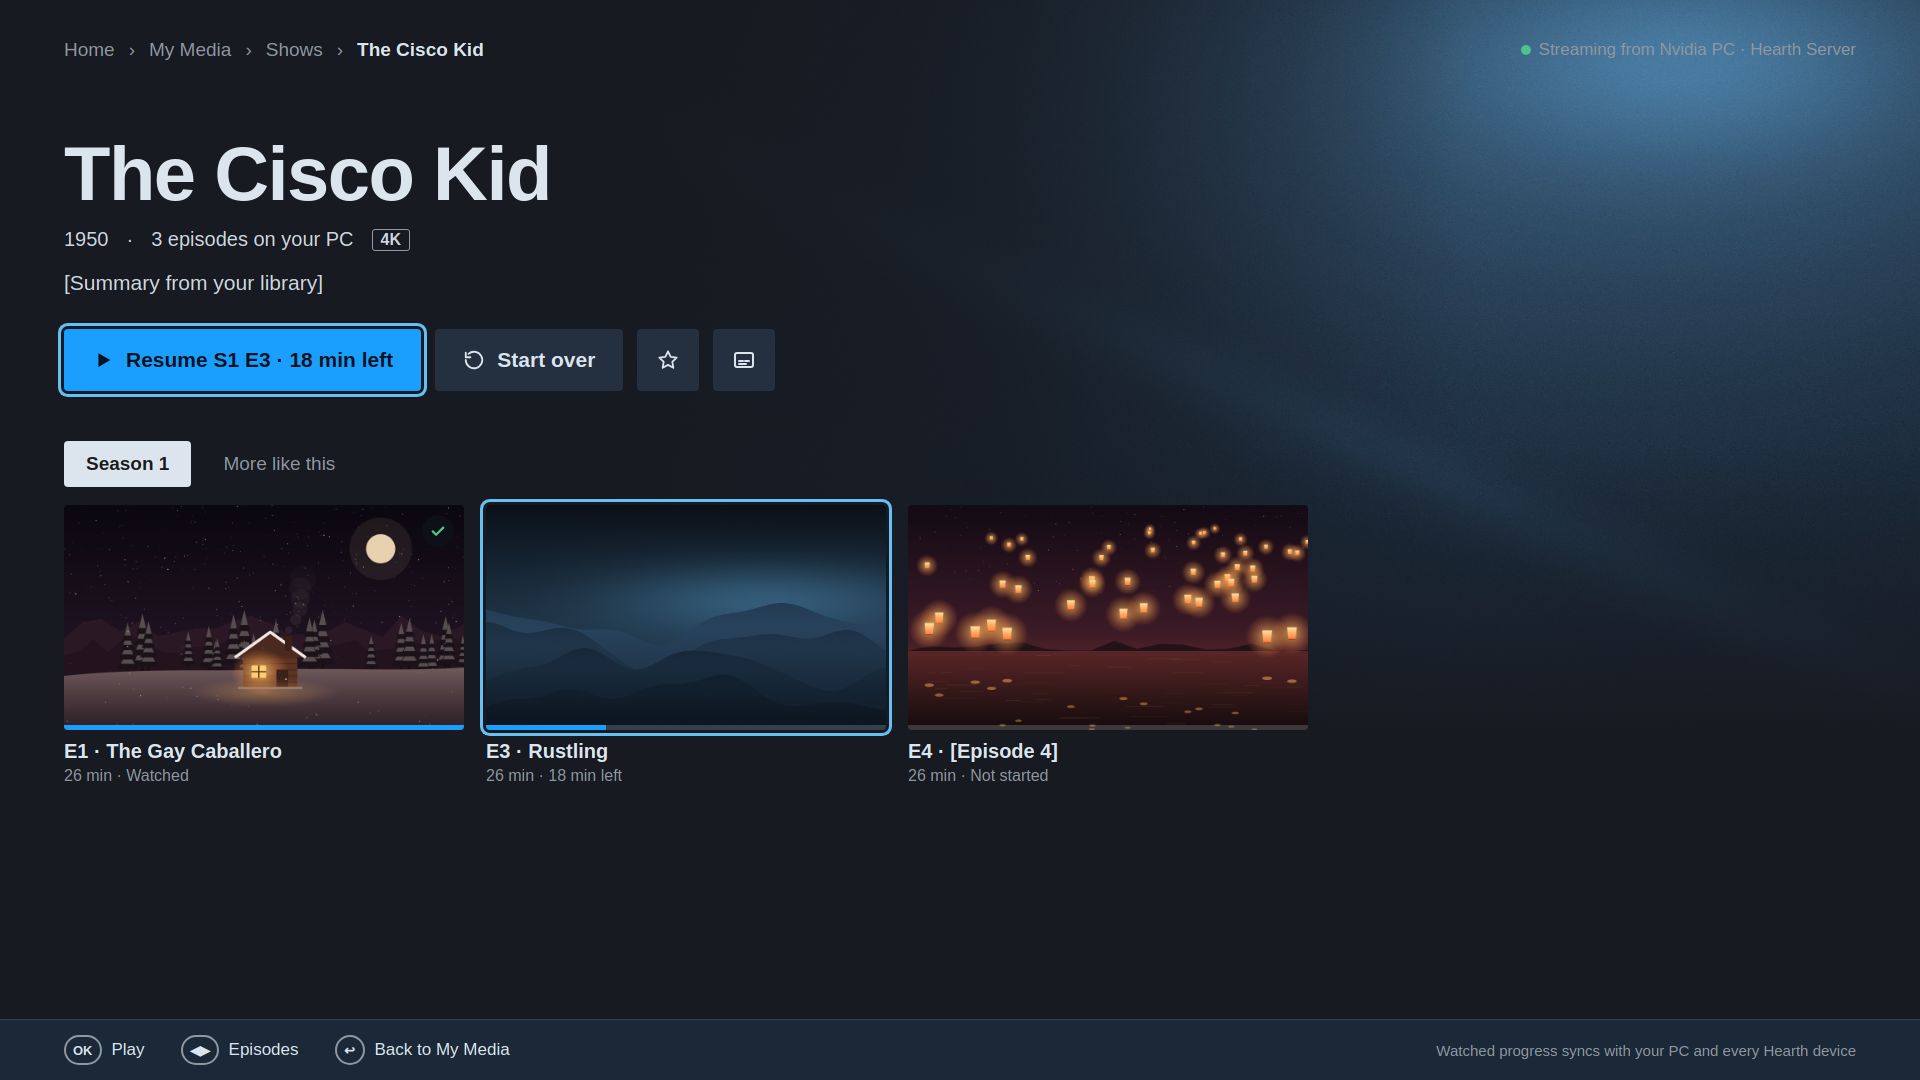 Home › My Media › Shows › The Cisco Kid
Streaming from Nvidia PC · Hearth Server
The Cisco Kid
1950 · 3 episodes on your PC 4K
[Summary from your library]
Resume S1 E3 · 18 min left
Start over
Season 1
More like this
E1 · The Gay Caballero
26 min · Watched
E3 · Rustling
26 min · 18 min left
E4 · [Episode 4]
26 min · Not started
OK Play
Episodes
Back to My Media
Watched progress syncs with your PC and every Hearth device